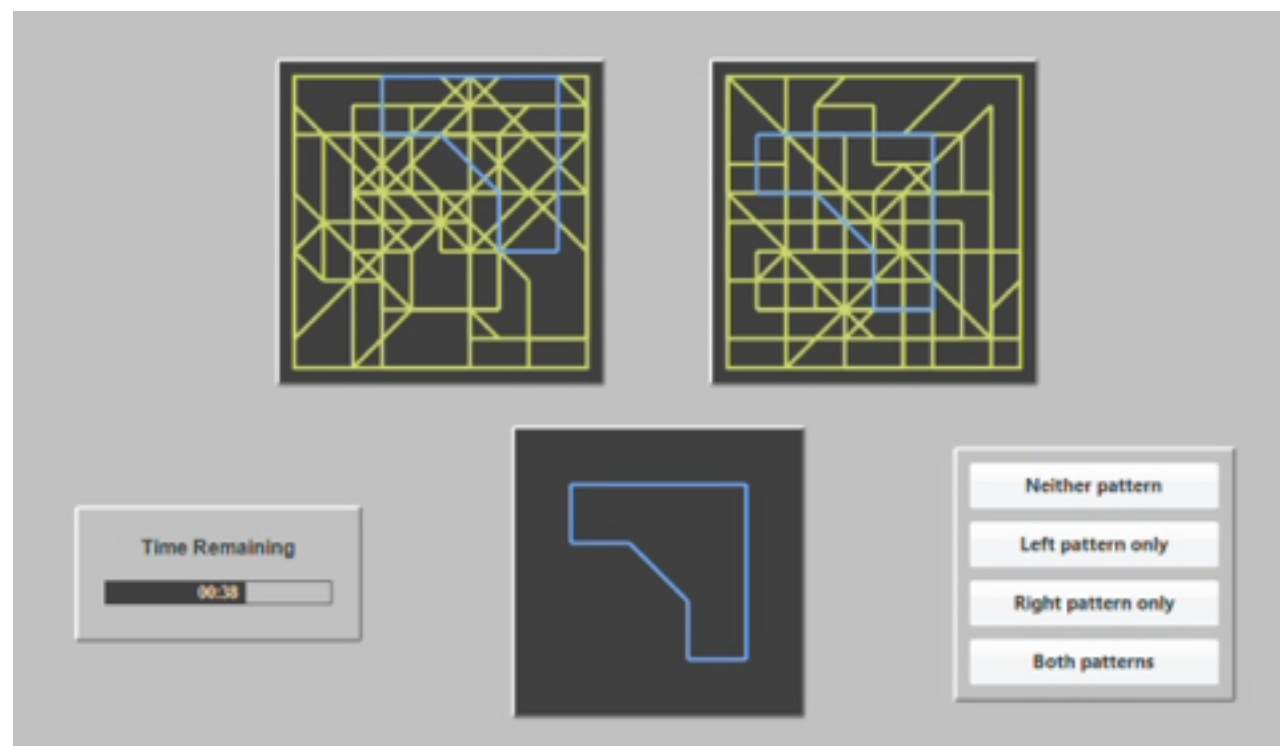 Time Remaining
00:38
Neither pattern
Left pattern only
Right pattern only
Both patterns